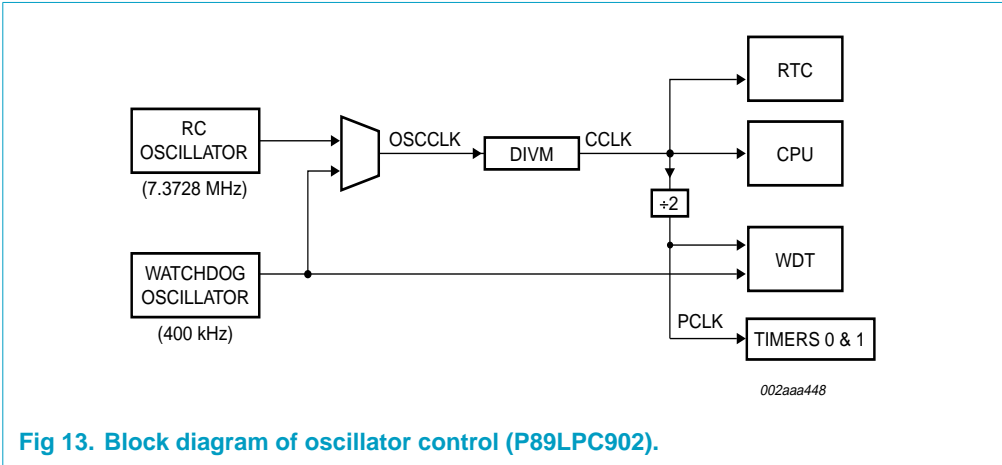 RTC
RC
OSCILLATOR
(7.3728 MHz)
OSCCLK
DIVM
CCLK
CPU
÷2
WATCHDOG
OSCILLATOR
(400 kHz)
WDT
PCLK
TIMERS 0 & 1
002aaa448
Fig 13. Block diagram of oscillator control (P89LPC902).